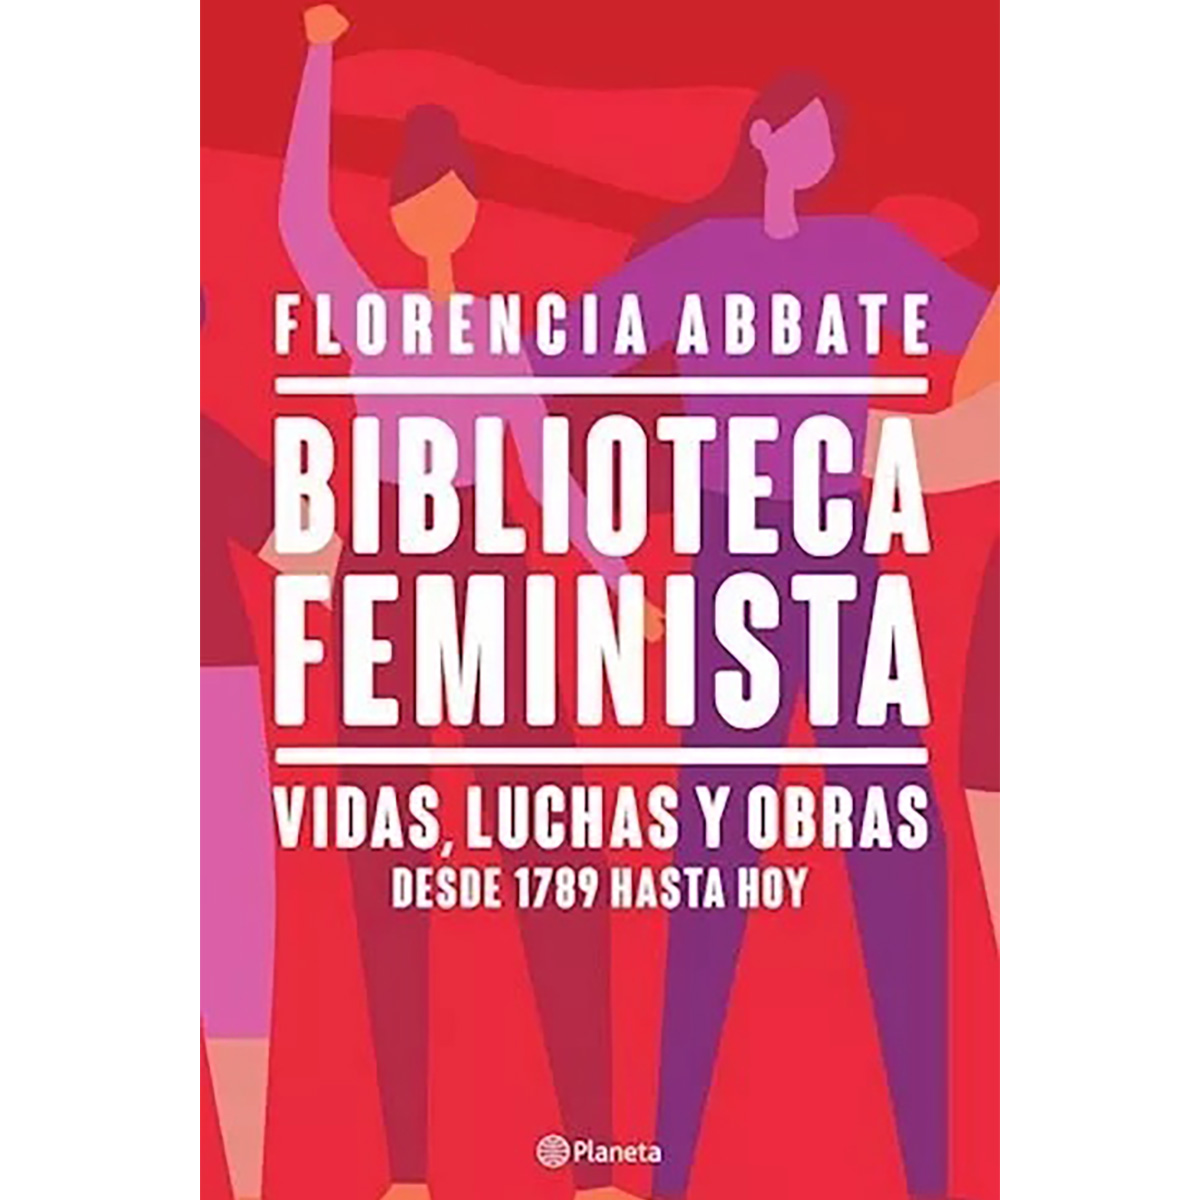 FLORENCIA ABBATE
BIBLIOTECA
FEMINISTA
VIDAS, LUCHAS Y OBRAS
DESDE 1789 HASTA HOY
Planeta